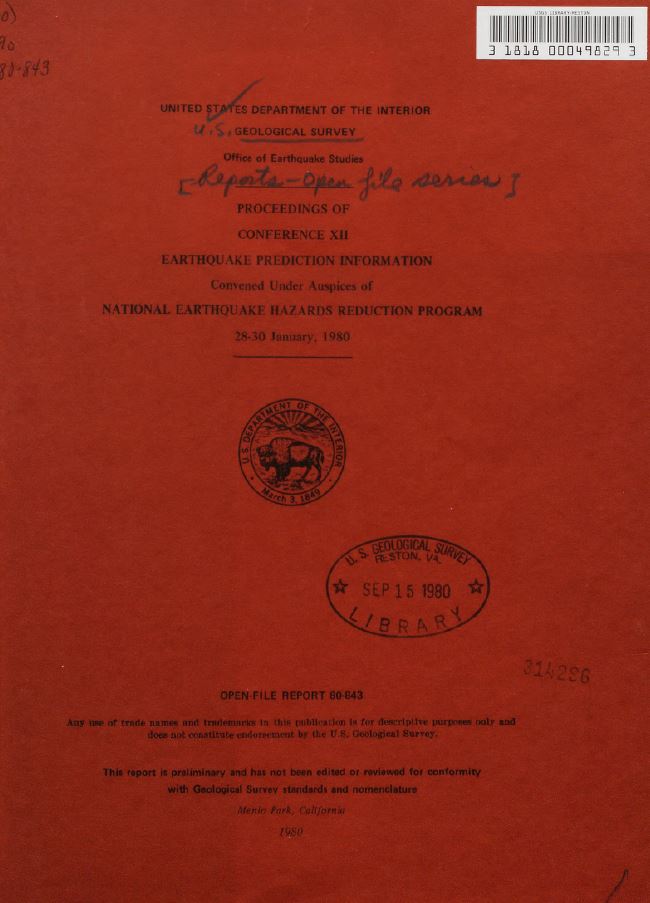 o)
90
80-843
USGS LIBRARY-RESTON
3 1818 00049829 3
UNITED STATES DEPARTMENT OF THE INTERIOR
U.S. GEOLOGICAL SURVEY
Office of Earthquake Studies
[-Reports - Open file series]
PROCEEDINGS OF
CONFERENCE XII
EARTHQUAKE PREDICTION INFORMATION
Convened Under Auspices of
NATIONAL EARTHQUAKE HAZARDS REDUCTION PROGRAM
28-30 January, 1980
U.S. DEPARTMENT OF THE INTERIOR
March 3, 1849
U. S. GEOLOGICAL SURVEY
RESTON, VA.
SEP 15 1980
LIBRARY
314296
OPEN-FILE REPORT 80-843
Any use of trade names and trademarks in this publication is for descriptive purposes only and
does not constitute endorsement by the U.S. Geological Survey.
This report is preliminary and has not been edited or reviewed for conformity
with Geological Survey standards and nomenclature
Menlo Park, California
1980